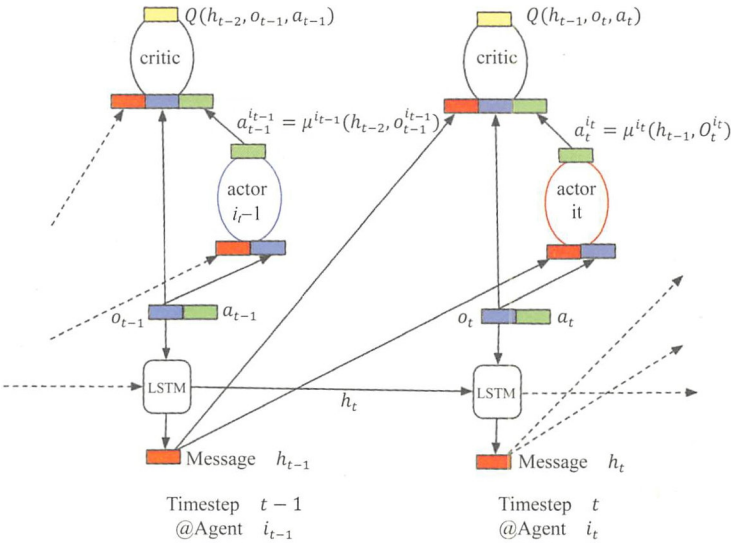 Q(h_{t-2}, o_{t-1}, a_{t-1})
critic
a_{t-1}^{i_{t-1}} = μ^{i_{t-1}}(h_{t-2}, o_{t-1}^{i_{t-1}})
actor
i_t-1
o_{t-1}
a_{t-1}
LSTM
h_t
Message h_{t-1}
Timestep t − 1
@Agent i_{t-1}
Q(h_{t-1}, o_t, a_t)
critic
a_t^{i_t} = μ^{i_t}(h_{t-1}, O_t^{i_t})
actor
it
o_t
a_t
LSTM
Message h_t
Timestep t
@Agent i_t